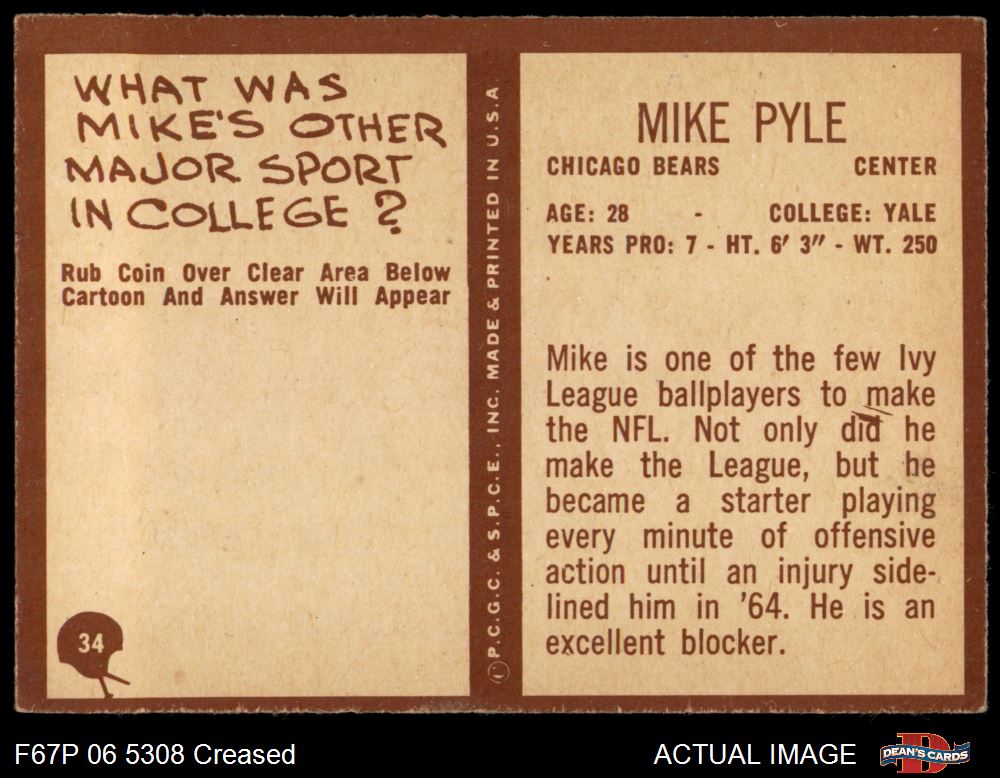 WHAT WAS
MIKE'S OTHER
MAJOR SPORT
IN COLLEGE ?
Rub Coin Over Clear Area Below
Cartoon And Answer Will Appear
34
© P.C.G.C. & S.P.C.E., INC. MADE & PRINTED IN U.S.A.
MIKE PYLE
CHICAGO BEARS CENTER
AGE: 28 - COLLEGE: YALE
YEARS PRO: 7 - HT. 6' 3" - WT. 250
Mike is one of the few Ivy
League ballplayers to make
the NFL. Not only did he
make the League, but he
became a starter playing
every minute of offensive
action until an injury side-
lined him in '64. He is an
excellent blocker.
F67P 06 5308 Creased
ACTUAL IMAGE
DEAN'S CARDS